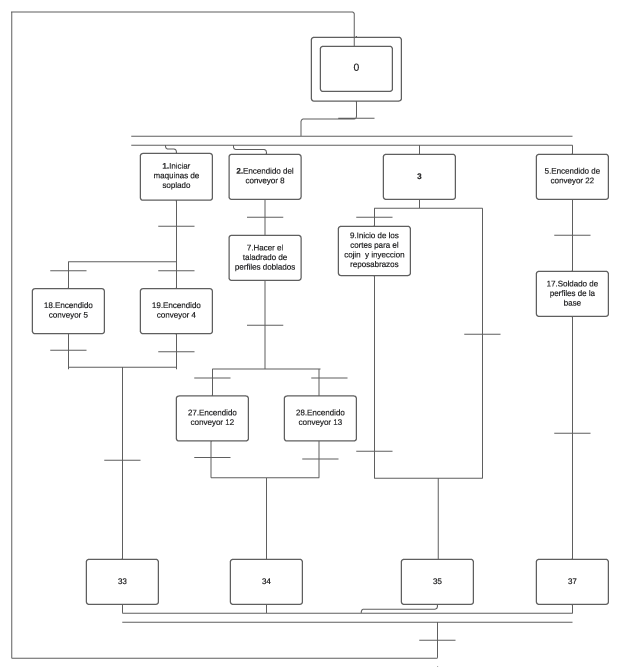 0
1.Iniciar
maquinas de
soplado
2.Encendido del
conveyor 8
3
5.Encendido de
conveyor 22
7.Hacer el
taladrado de
perfiles doblados
9.Inicio de los
cortes para el
cojin y inyeccion
reposabrazos
17.Soldado de
perfiles de la
base
18.Encendido
conveyor 5
19.Encendido
conveyor 4
27.Encendido
conveyor 12
28.Encendido
conveyor 13
33
34
35
37